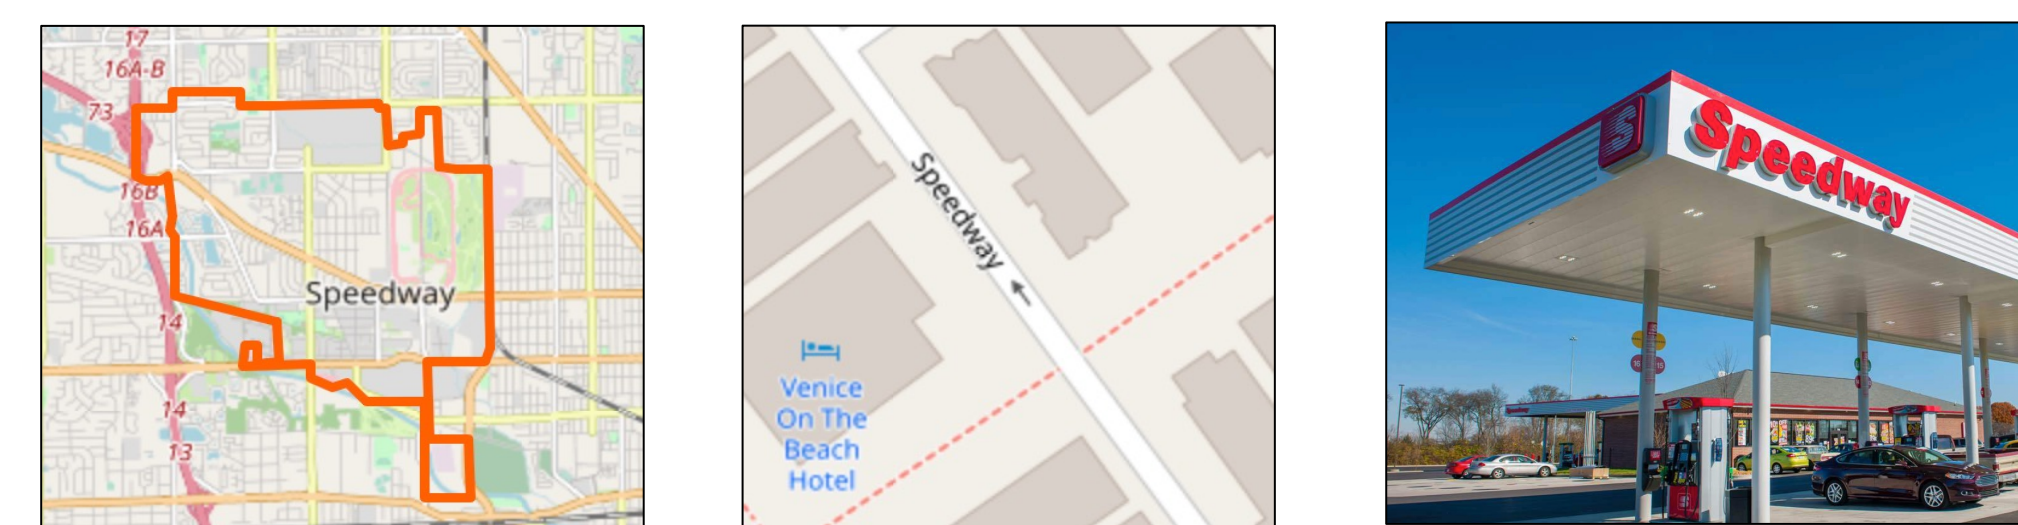 17
16A-B
73
16B
16A
Speedway
14
14
13
Speedway
Venice
On The
Beach
Hotel
S
Speedway